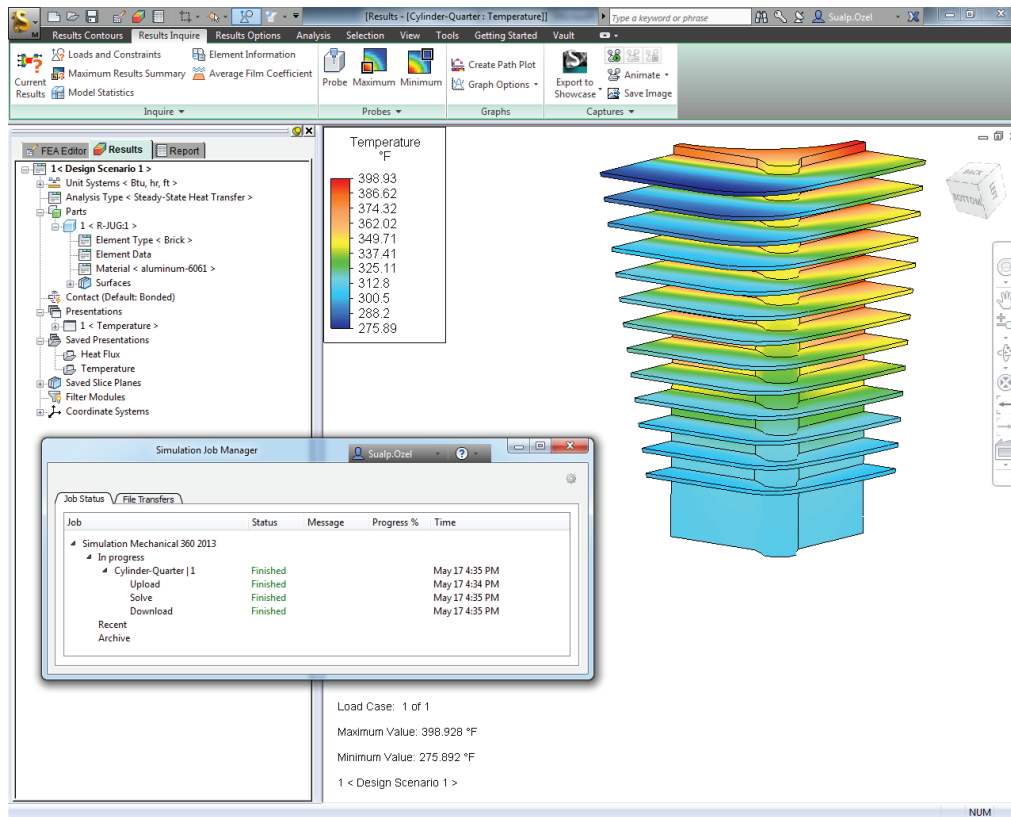 [Results - [Cylinder-Quarter : Temperature]]
Type a keyword or phrase
Sualp.Ozel
M
Results Contours
Results Inquire
Results Options
Analysis
Selection
View
Tools
Getting Started
Vault
Current
Results
Loads and Constraints
Maximum Results Summary
Model Statistics
Element Information
Average Film Coefficient
Inquire
Probe
Maximum
Minimum
Probes
Create Path Plot
Graph Options
Graphs
Export to
Showcase
Animate
Save Image
Captures
FEA Editor
Results
Report
1 < Design Scenario 1 >
Unit Systems < Btu, hr, ft >
Analysis Type < Steady-State Heat Transfer >
Parts
1 < R-JUG:1 >
Element Type < Brick >
Element Data
Material < aluminum-6061 >
Surfaces
Contact (Default: Bonded)
Presentations
1 < Temperature >
Saved Presentations
Heat Flux
Temperature
Saved Slice Planes
Filter Modules
Coordinate Systems
Temperature
°F
398.93
386.62
374.32
362.02
349.71
337.41
325.11
312.8
300.5
288.2
275.89
BACK
BOTTOM
Simulation Job Manager
Sualp.Ozel
Job Status
File Transfers
Job Status Message Progress % Time
Simulation Mechanical 360 2013
In progress
Cylinder-Quarter | 1 Finished May 17 4:35 PM
Upload Finished May 17 4:34 PM
Solve Finished May 17 4:35 PM
Download Finished May 17 4:35 PM
Recent
Archive
Load Case: 1 of 1
Maximum Value: 398.928 °F
Minimum Value: 275.892 °F
1 < Design Scenario 1 >
NUM